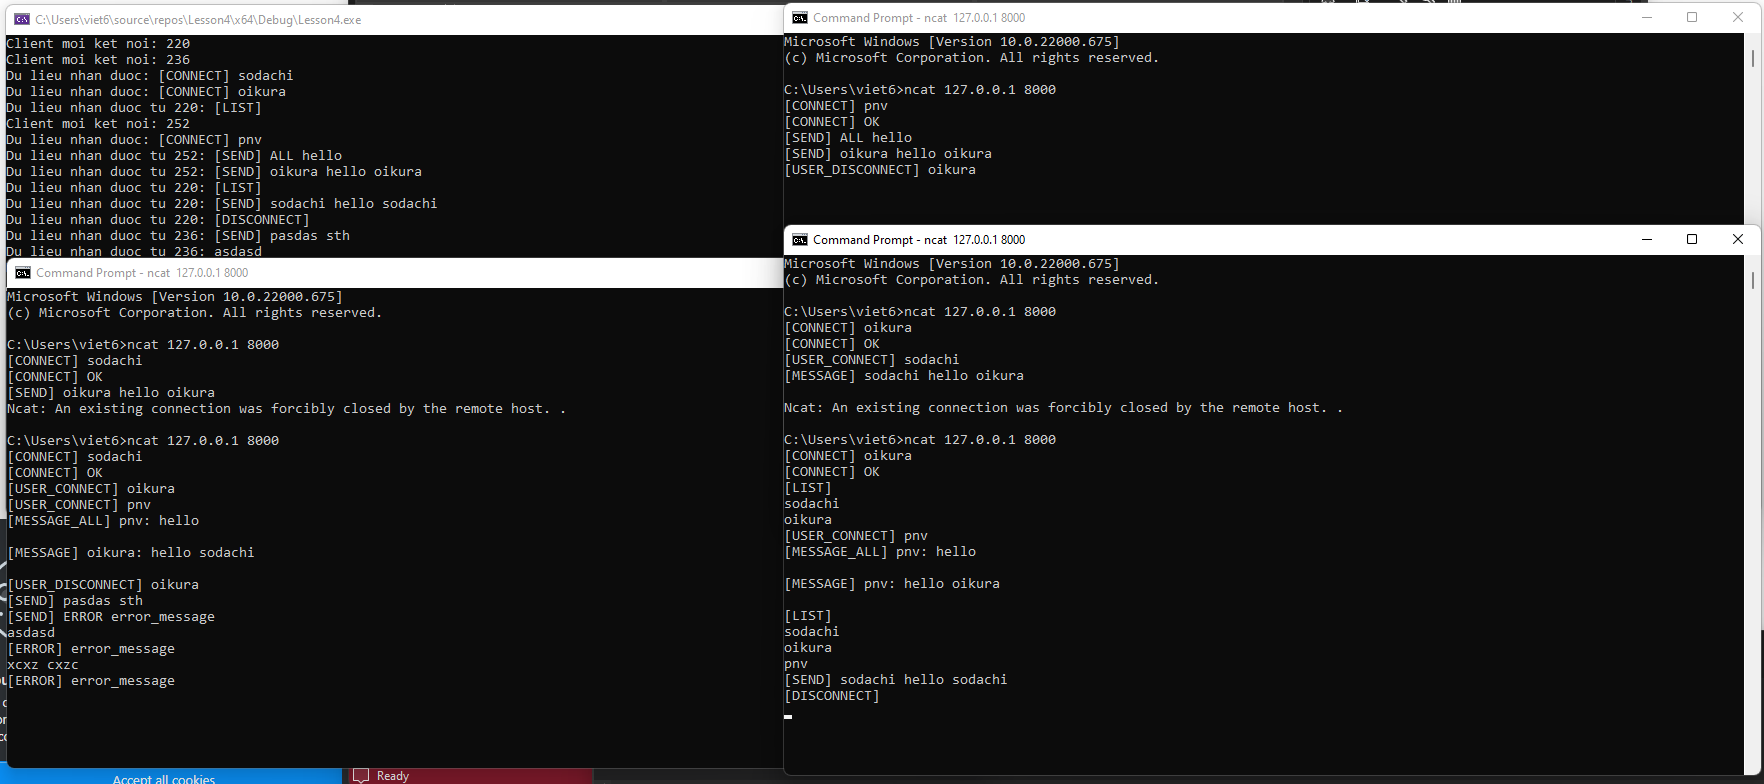 C:\Users\viet6\source\repos\Lesson4\x64\Debug\Lesson4.exe
Client moi ket noi: 220
Client moi ket noi: 236
Du lieu nhan duoc: [CONNECT] sodachi
Du lieu nhan duoc: [CONNECT] oikura
Du lieu nhan duoc tu 220: [LIST]
Client moi ket noi: 252
Du lieu nhan duoc: [CONNECT] pnv
Du lieu nhan duoc tu 252: [SEND] ALL hello
Du lieu nhan duoc tu 252: [SEND] oikura hello oikura
Du lieu nhan duoc tu 220: [LIST]
Du lieu nhan duoc tu 220: [SEND] sodachi hello sodachi
Du lieu nhan duoc tu 220: [DISCONNECT]
Du lieu nhan duoc tu 236: [SEND] pasdas sth
Du lieu nhan duoc tu 236: asdasd
Command Prompt - ncat 127.0.0.1 8000
Microsoft Windows [Version 10.0.22000.675]
(c) Microsoft Corporation. All rights reserved.
C:\Users\viet6>ncat 127.0.0.1 8000
[CONNECT] pnv
[CONNECT] OK
[SEND] ALL hello
[SEND] oikura hello oikura
[USER_DISCONNECT] oikura
Command Prompt - ncat 127.0.0.1 8000
Microsoft Windows [Version 10.0.22000.675]
(c) Microsoft Corporation. All rights reserved.
C:\Users\viet6>ncat 127.0.0.1 8000
[CONNECT] sodachi
[CONNECT] OK
[SEND] oikura hello oikura
Ncat: An existing connection was forcibly closed by the remote host. .
C:\Users\viet6>ncat 127.0.0.1 8000
[CONNECT] sodachi
[CONNECT] OK
[USER_CONNECT] oikura
[USER_CONNECT] pnv
[MESSAGE_ALL] pnv: hello
[MESSAGE] oikura: hello sodachi
[USER_DISCONNECT] oikura
[SEND] pasdas sth
[SEND] ERROR error_message
asdasd
[ERROR] error_message
xcxz cxzc
[ERROR] error_message
Command Prompt - ncat 127.0.0.1 8000
Microsoft Windows [Version 10.0.22000.675]
(c) Microsoft Corporation. All rights reserved.
C:\Users\viet6>ncat 127.0.0.1 8000
[CONNECT] oikura
[CONNECT] OK
[USER_CONNECT] sodachi
[MESSAGE] sodachi hello oikura
Ncat: An existing connection was forcibly closed by the remote host. .
C:\Users\viet6>ncat 127.0.0.1 8000
[CONNECT] oikura
[CONNECT] OK
[LIST]
sodachi
oikura
[USER_CONNECT] pnv
[MESSAGE_ALL] pnv: hello
[MESSAGE] pnv: hello oikura
[LIST]
sodachi
oikura
pnv
[SEND] sodachi hello sodachi
[DISCONNECT]
Accept all cookies
Ready